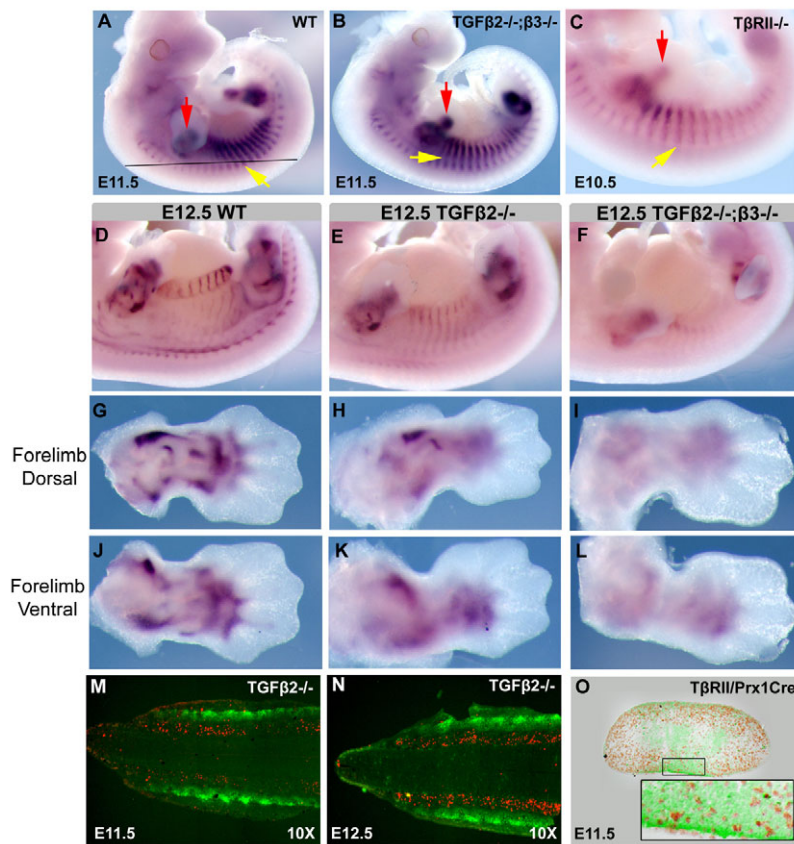 A WT
E11.5
B TGFβ2-/-;β3-/-
E11.5
C TβRII-/-
E10.5
E12.5 WT
E12.5 TGFβ2-/-
E12.5 TGFβ2-/-;β3-/-
D
E
F
Forelimb
Dorsal
G
H
I
Forelimb
Ventral
J
K
L
M TGFβ2-/-
E11.5 10X
N TGFβ2-/-
E12.5 10X
O TβRII/Prx1Cre
E11.5